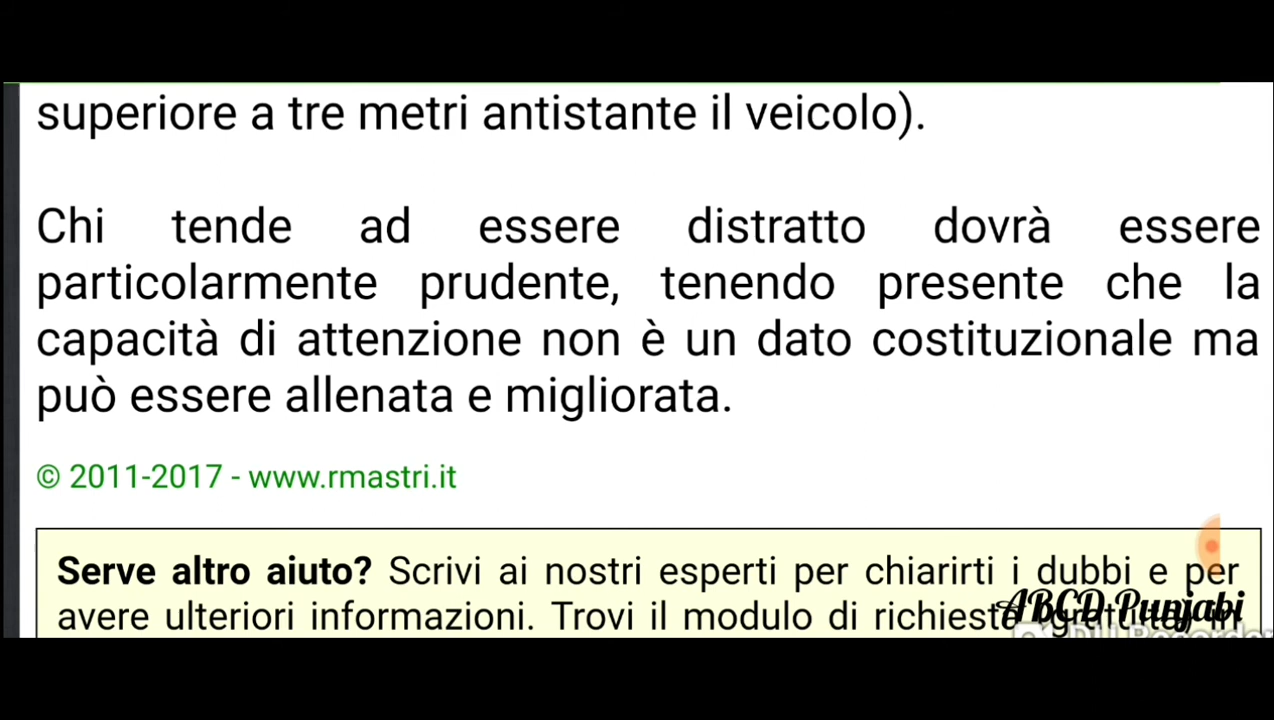 superiore a tre metri antistante il veicolo).
Chi tende ad essere distratto dovrà essere
particolarmente prudente, tenendo presente che la
capacità di attenzione non è un dato costituzionale ma
può essere allenata e migliorata.
© 2011-2017 - www.rmastri.it
Serve altro aiuto? Scrivi ai nostri esperti per chiarirti i dubbi e per
avere ulteriori informazioni. Trovi il modulo di richiesta
ABCD Punjabi